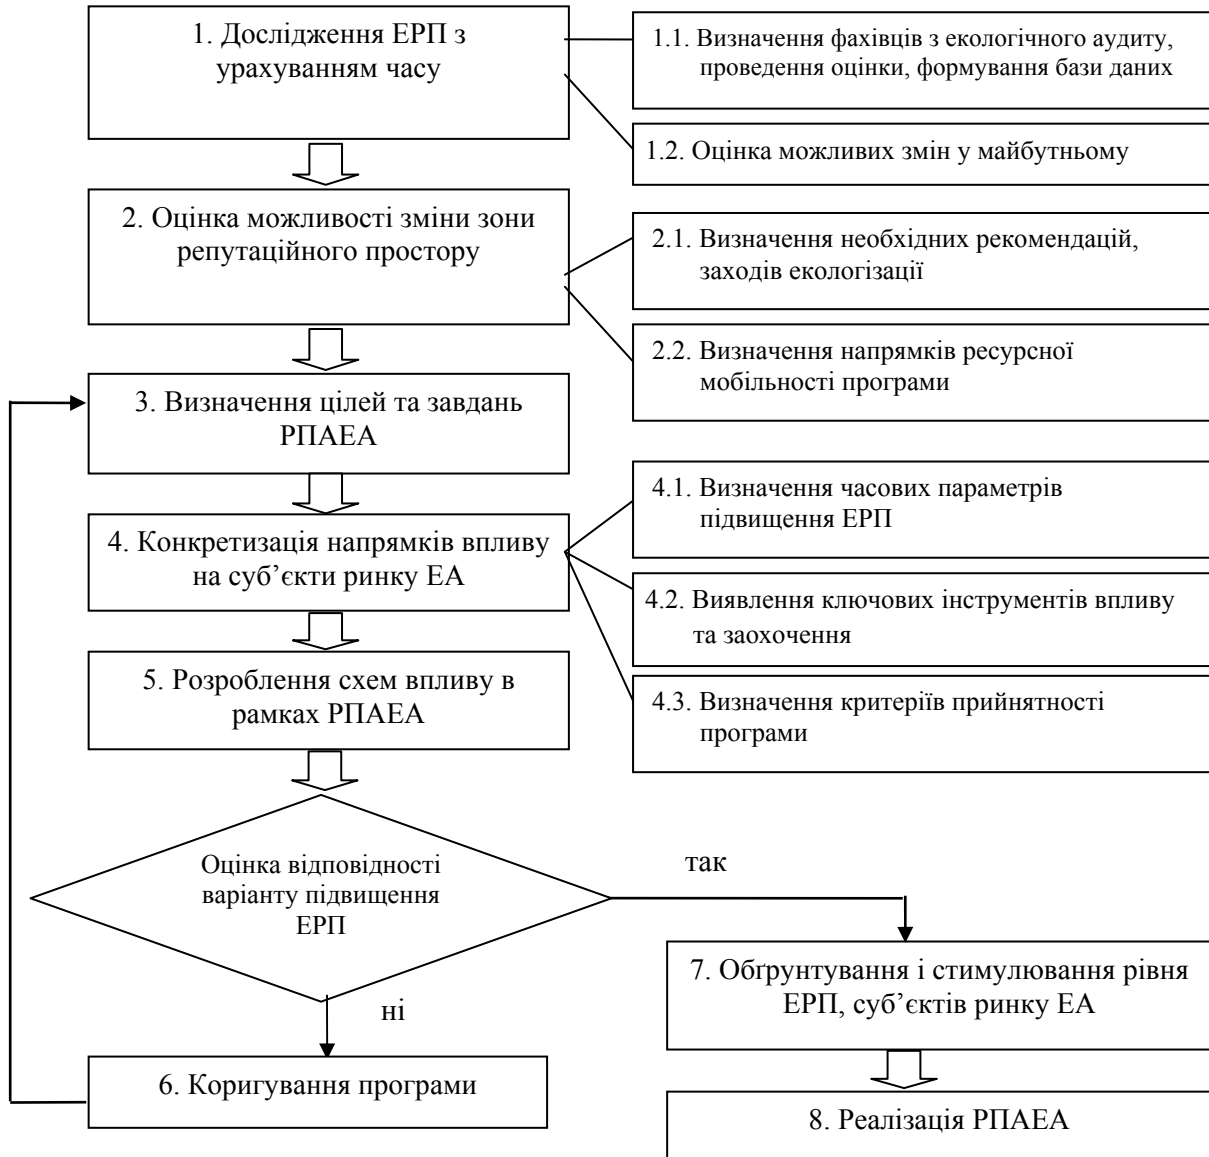 1. Дослідження ЕРП з
урахуванням часу
1.1. Визначення фахівців з екологічного аудиту,
проведення оцінки, формування бази даних
1.2. Оцінка можливих змін у майбутньому
2. Оцінка можливості зміни зони
репутаційного простору
2.1. Визначення необхідних рекомендацій,
заходів екологізації
2.2. Визначення напрямків ресурсної
мобільності програми
3. Визначення цілей та завдань
РПАЕА
4. Конкретизація напрямків впливу
на суб’єкти ринку ЕА
4.1. Визначення часових параметрів
підвищення ЕРП
4.2. Виявлення ключових інструментів впливу
та заохочення
4.3. Визначення критеріїв прийнятності
програми
5. Розроблення схем впливу в
рамках РПАЕА
Оцінка відповідності
варіанту підвищення
ЕРП
так
ні
6. Коригування програми
7. Обґрунтування і стимулювання рівня
ЕРП, суб’єктів ринку ЕА
8. Реалізація РПАЕА